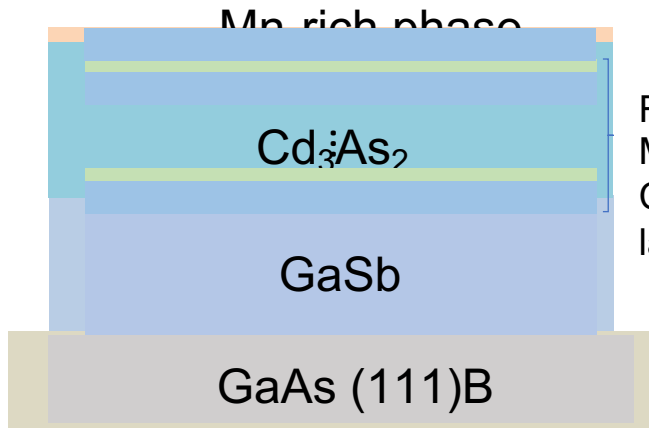 Mn-rich phase
Cd₃As₂
⋮
GaSb
GaAs (111)B